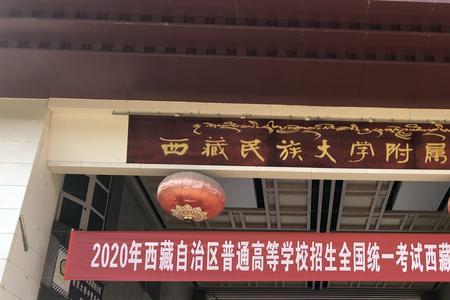 西藏民族大学附属
2020年西藏自治区普通高等学校招生全国统一考试西藏